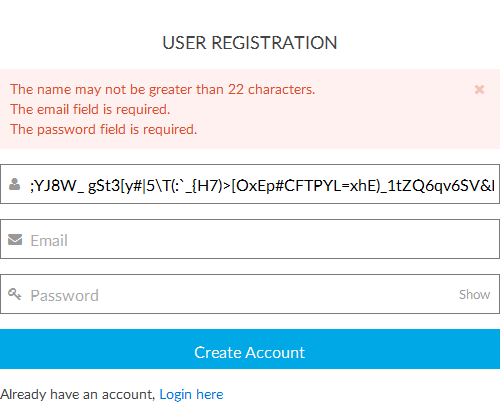 USER REGISTRATION
The name may not be greater than 22 characters.
The email field is required.
The password field is required.
;YJ8W_ gSt3[y#|5\T(:`_{H7)>[OxEp#CFTPYL=xhE)_1tZQ6qv6SV&I
Email
Password Show
Create Account
Already have an account, Login here